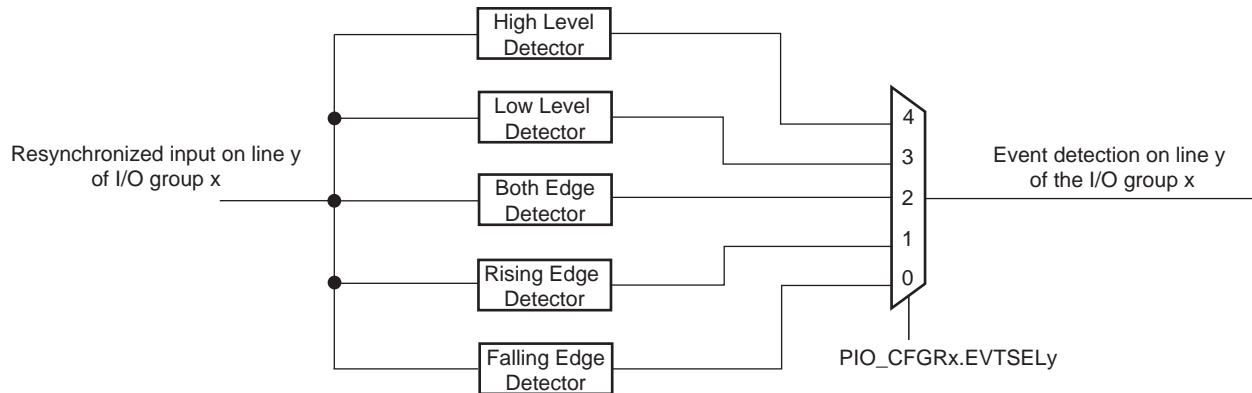 High Level
Detector
Low Level
Detector
4
Resynchronized input on line y
of I/O group x
3
Event detection on line y
of the I/O group x
Both Edge
Detector
2
1
Rising Edge
Detector
0
Falling Edge
Detector
PIO_CFGRx.EVTSELy